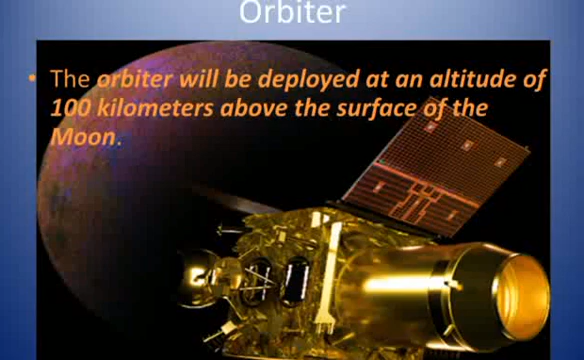 Orbiter
• The orbiter will be deployed at an altitude of
100 kilometers above the surface of the
Moon.